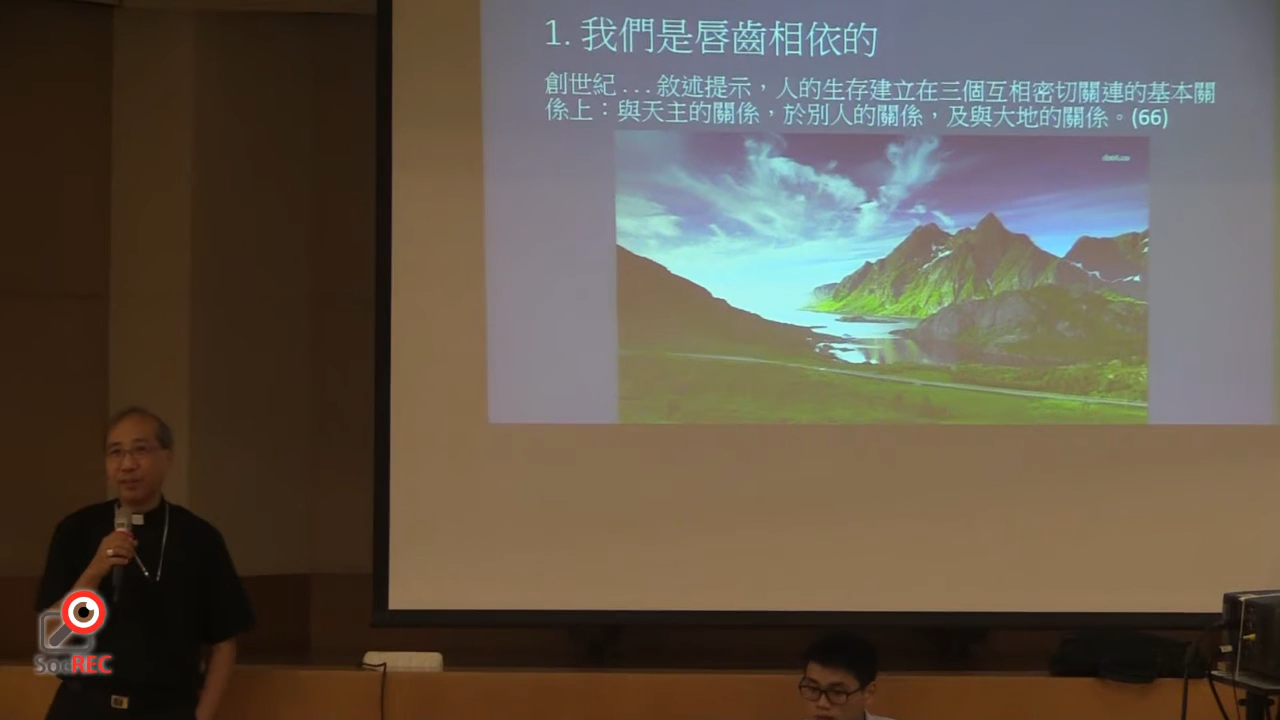 1. 我們是唇齒相依的
創世紀 . . . 敘述提示，人的生存建立在三個互相密切關連的基本關
係上：與天主的關係，於別人的關係，及與大地的關係。(66)
SocREC